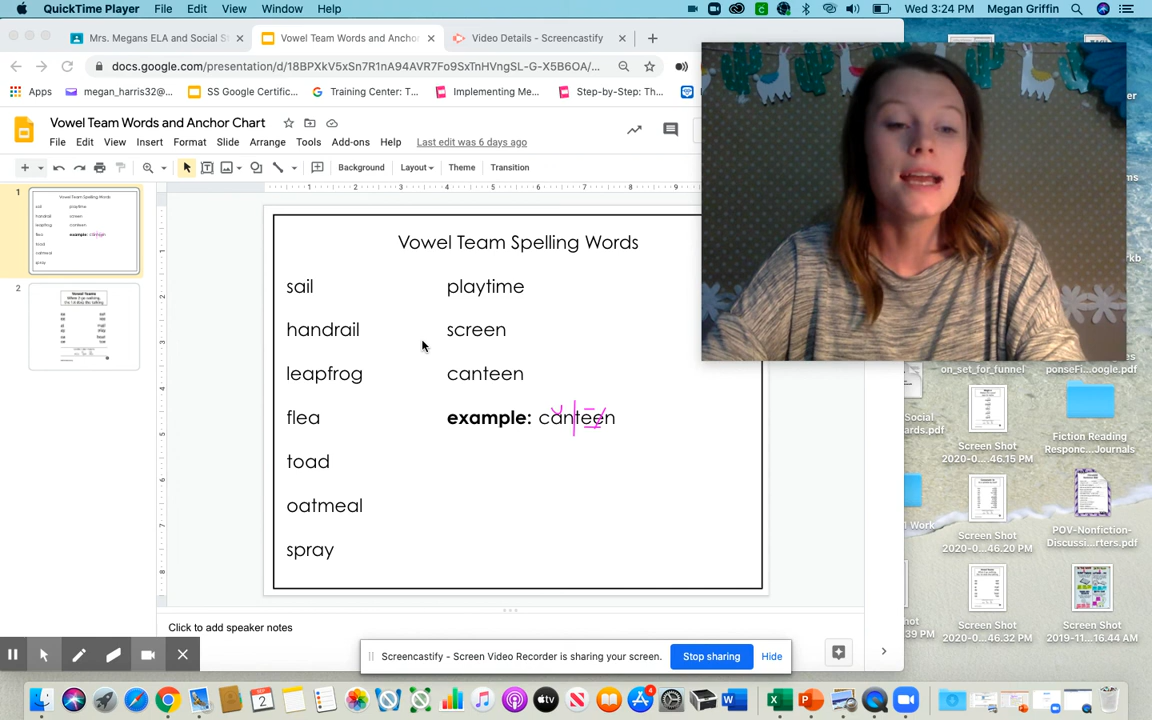 QuickTime Player File Edit View Window Help
Wed 3:24 PM Megan Griffin
Mrs. Megans ELA and Social S
Vowel Team Words and Anchor
Video Details - Screencastify
docs.google.com/presentation/d/18BPXkV5xSn7R1nA94AVR7Fo9SxTnHVngSL-G-X5B6OA/...
Apps
megan_harris32@...
SS Google Certific...
Training Center: T...
Implementing Me...
Step-by-Step: Th...
Vowel Team Words and Anchor Chart
File Edit View Insert Format Slide Arrange Tools Add-ons Help Last edit was 6 days ago
Background Layout Theme Transition
1
2
Vowel Team Spelling Words
sail playtime
handrail screen
leapfrog canteen
flea example: canteen
toad
oatmeal
spray
Click to add speaker notes
Screencastify - Screen Video Recorder is sharing your screen. Stop sharing Hide
Fiction Reading
Responc...Journals
Screen Shot
2020-0...46.15 PM
Screen Shot
2020-0...46.20 PM
POV-Nonfiction-
Discussi...rters.pdf
Screen Shot
2020-0...46.32 PM
Screen Shot
2019-11...16.44 AM